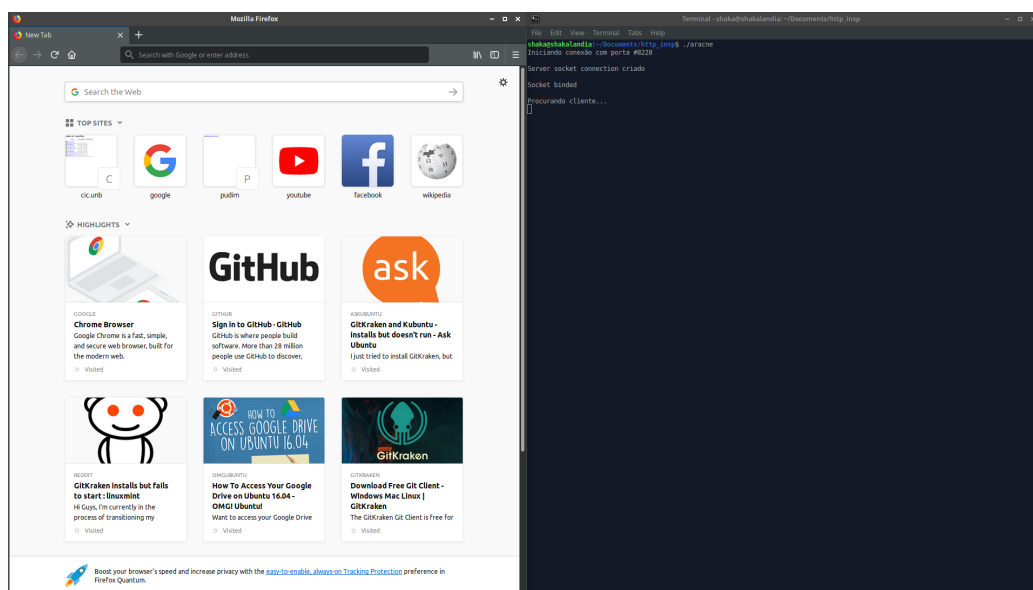 Mozilla Firefox
New Tab
Search with Google or enter address
G Search the Web
TOP SITES
C
P
cic.unb
google
pudim
youtube
facebook
wikipedia
HIGHLIGHTS
GitHub
ask
GOOGLE
Chrome Browser
Google Chrome is a fast, simple,
and secure web browser, built for
the modern web.
Visited
GITHUB
Sign in to GitHub · GitHub
GitHub is where people build
software. More than 28 million
people use GitHub to discover,
Visited
ASKUBUNTU
GitKraken and Kubuntu -
installs but doesn't run - Ask
Ubuntu
I just tried to install GitKraken, but
Visited
HOW TO
ACCESS GOOGLE DRIVE
ON UBUNTU 16.04
GitKraken
REDDIT
GitKraken installs but fails
to start : linuxmint
Hi Guys, I'm currently in the
process of transitioning my
Visited
OMGUBUNTU
How To Access Your Google
Drive on Ubuntu 16.04 -
OMG! Ubuntu!
Want to access your Google Drive
Visited
GITKRAKEN
Download Free Git Client -
Windows Mac Linux |
GitKraken
The GitKraken Git Client is free for
Visited
Boost your browser's speed and increase privacy with the easy-to-enable, always-on Tracking Protection preference in
Firefox Quantum.
Terminal - shaka@shakalandia: ~/Documents/http_insp
File Edit View Terminal Tabs Help
shaka@shakalandia:~/Documents/http_insp$ ./aracne
Iniciando conexão com porta #8228
Server socket connection criado
Socket binded
Procurando cliente...